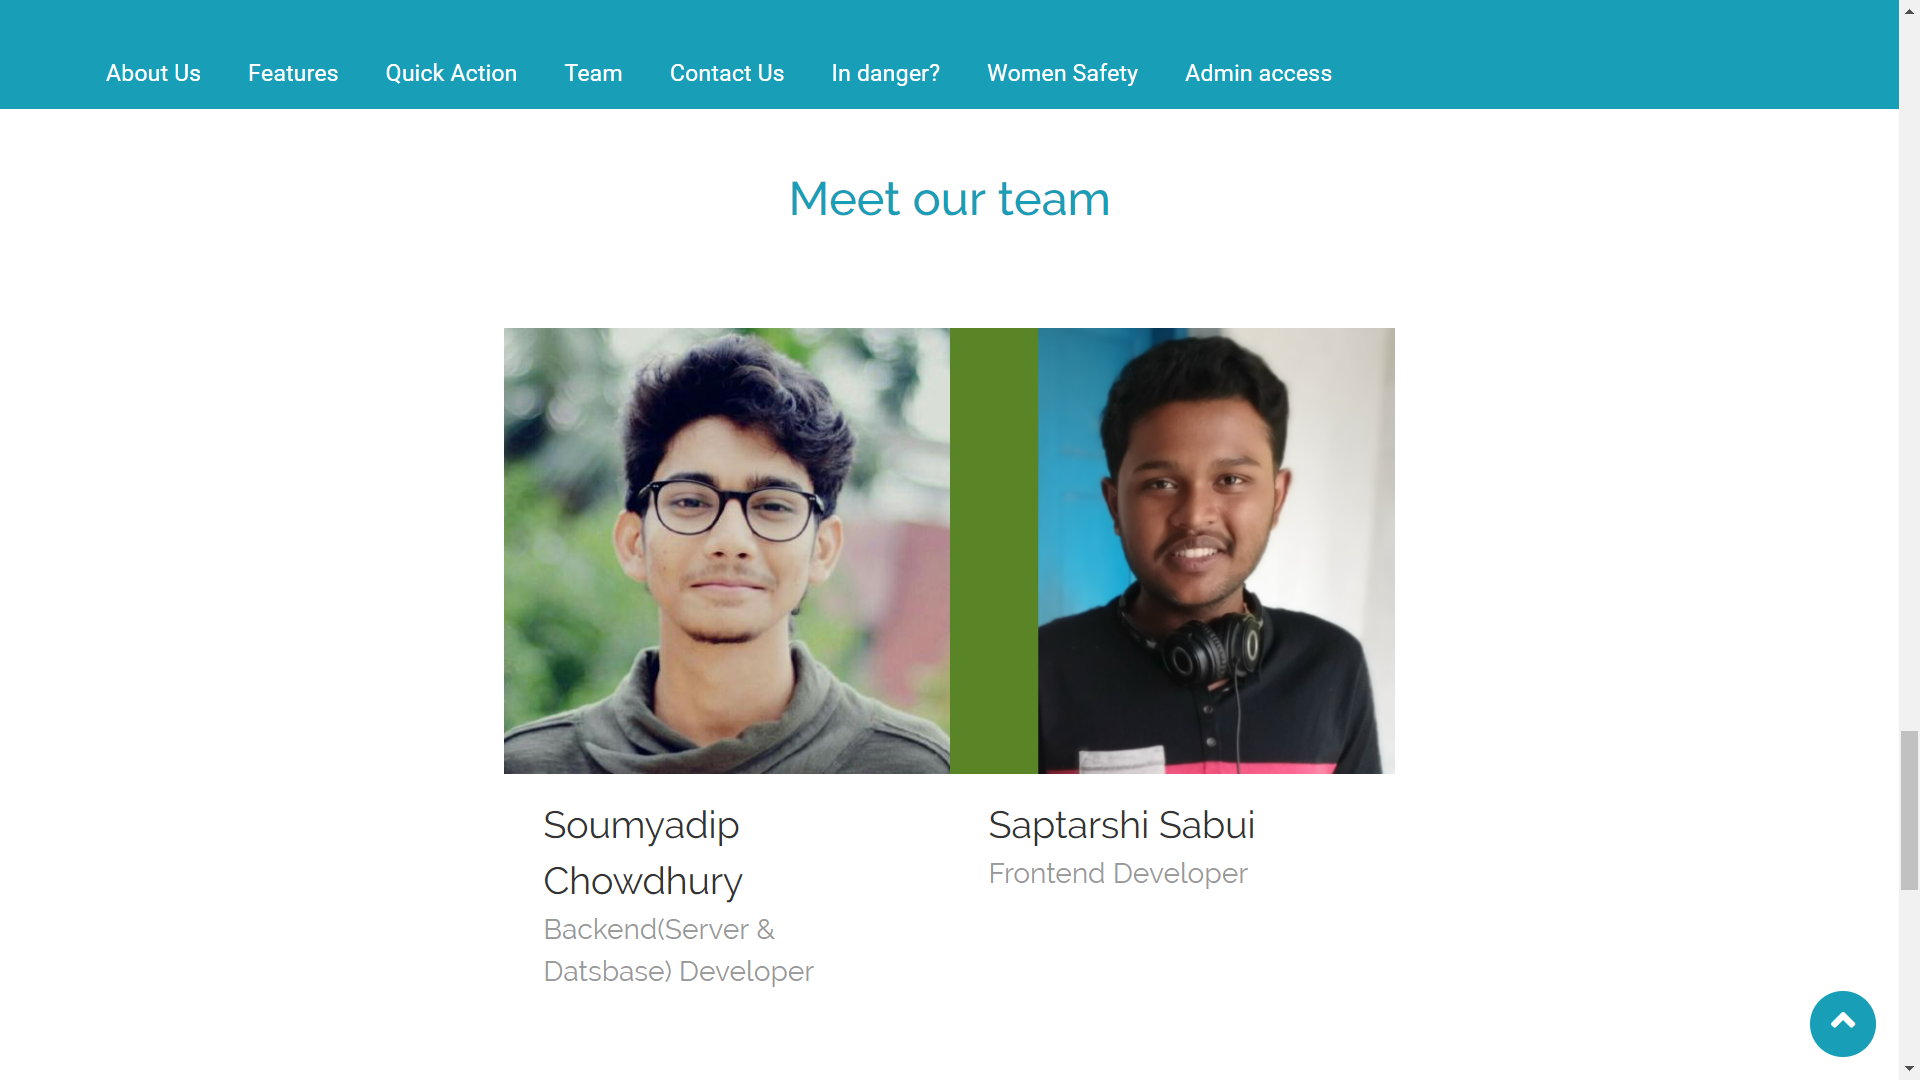 About Us Features Quick Action Team Contact Us In danger? Women Safety Admin access
Meet our team
Soumyadip
Chowdhury
Backend(Server &
Datsbase) Developer
Saptarshi Sabui
Frontend Developer